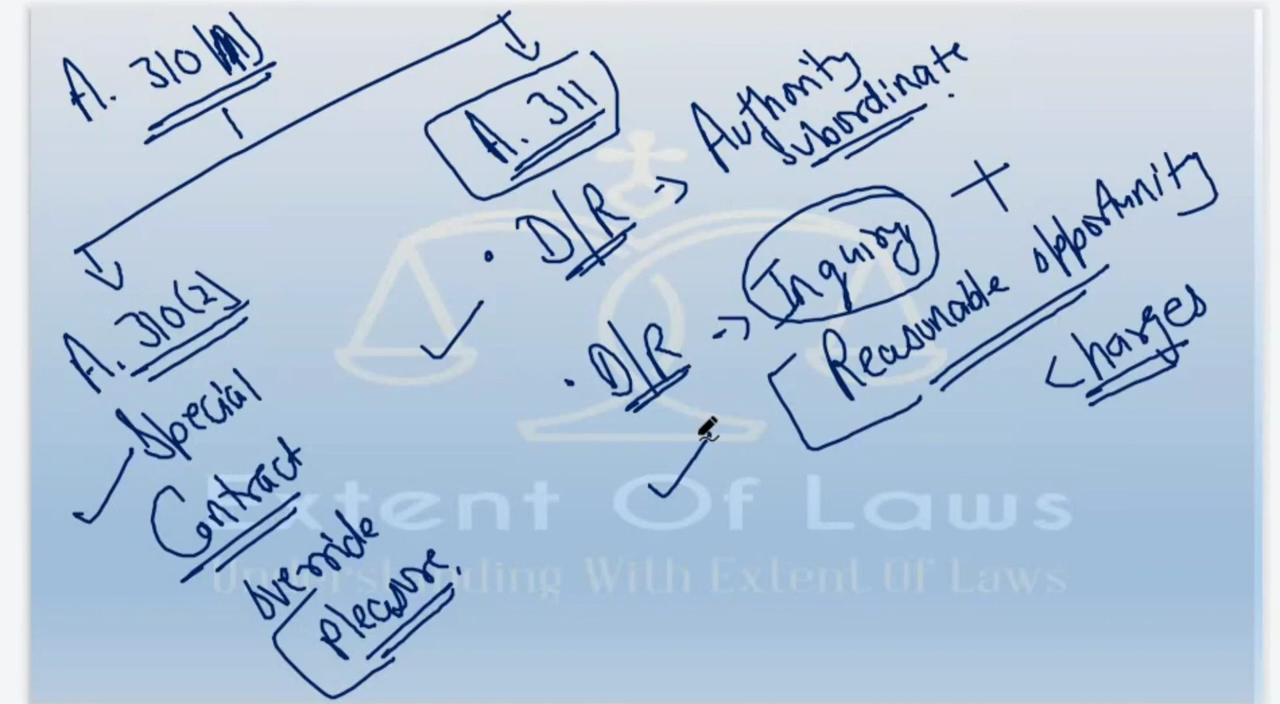 A. 310(1)
A. 311
D/R → Authority
subordinate
D/R → Inquiry +
Reasonable opportunity
charges
A. 310(2)
Special
Contract
override
pleasure.
Extent Of Laws
Understanding With Extent Of Laws